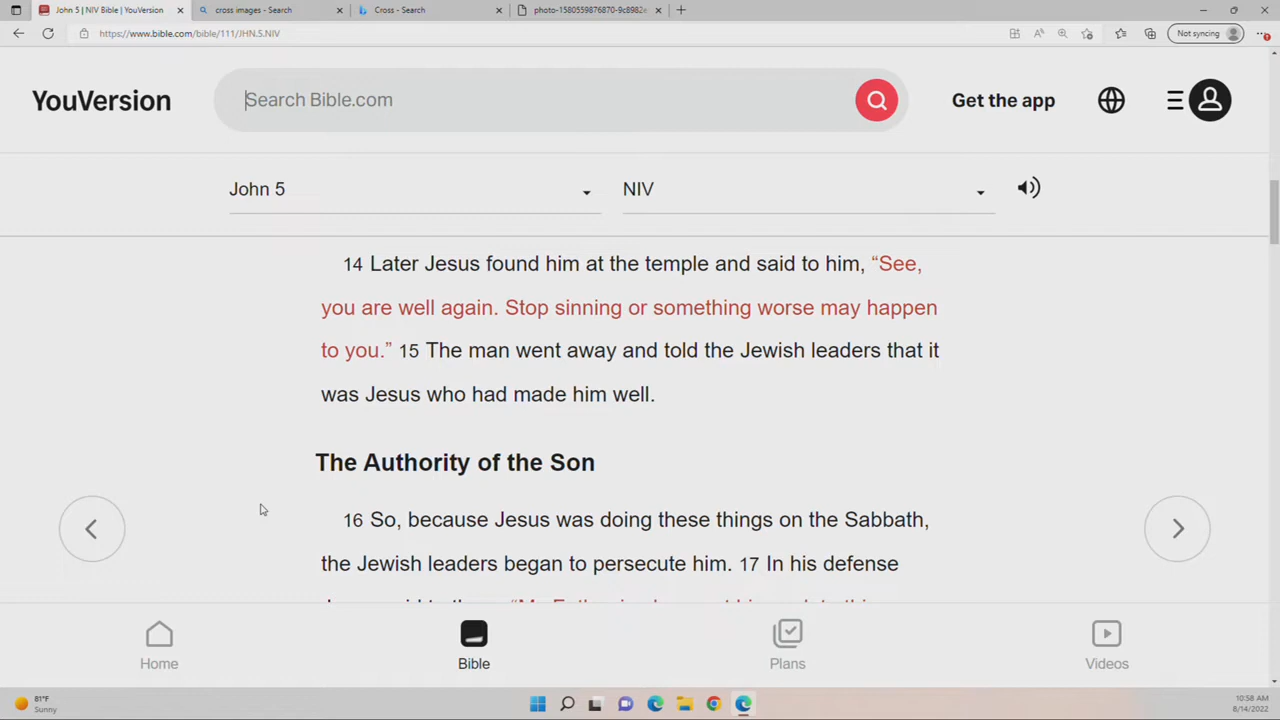 John 5 | NIV Bible | YouVersion
cross images - Search
Cross - Search
photo-1580559876870-9c8982e
https://www.bible.com/bible/111/JHN.5.NIV
Not syncing
YouVersion
Search Bible.com
Get the app
John 5
NIV
14 Later Jesus found him at the temple and said to him, “See,
you are well again. Stop sinning or something worse may happen
to you.” 15 The man went away and told the Jewish leaders that it
was Jesus who had made him well.
The Authority of the Son
16 So, because Jesus was doing these things on the Sabbath,
the Jewish leaders began to persecute him. 17 In his defense
Home
Bible
Plans
Videos
81°F
Sunny
10:58 AM
8/14/2022